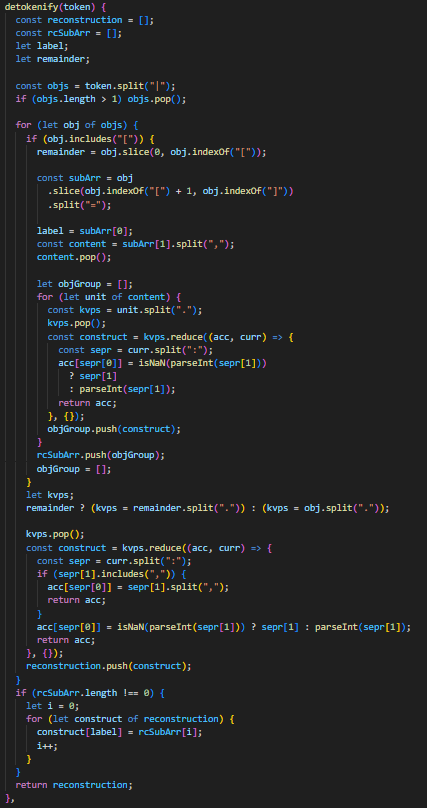 detokenify(token) {
const reconstruction = [];
const rcSubArr = [];
let label;
let remainder;
const objs = token.split("|");
if (objs.length > 1) objs.pop();
for (let obj of objs) {
if (obj.includes("[")) {
remainder = obj.slice(0, obj.indexOf("["));
const subArr = obj
.slice(obj.indexOf("[") + 1, obj.indexOf("]"))
.split("=");
label = subArr[0];
const content = subArr[1].split(",");
content.pop();
let objGroup = [];
for (let unit of content) {
const kvps = unit.split(".");
kvps.pop();
const construct = kvps.reduce((acc, curr) => {
const sepr = curr.split(":");
acc[sepr[0]] = isNaN(parseInt(sepr[1]))
? sepr[1]
: parseInt(sepr[1]);
return acc;
}, {});
objGroup.push(construct);
}
rcSubArr.push(objGroup);
objGroup = [];
}
let kvps;
remainder ? (kvps = remainder.split(".")) : (kvps = obj.split("."));
kvps.pop();
const construct = kvps.reduce((acc, curr) => {
const sepr = curr.split(":");
if (sepr[1].includes(",")) {
acc[sepr[0]] = sepr[1].split(",");
return acc;
}
acc[sepr[0]] = isNaN(parseInt(sepr[1])) ? sepr[1] : parseInt(sepr[1]);
return acc;
}, {});
reconstruction.push(construct);
}
if (rcSubArr.length !== 0) {
let i = 0;
for (let construct of reconstruction) {
construct[label] = rcSubArr[i];
i++;
}
}
return reconstruction;
},